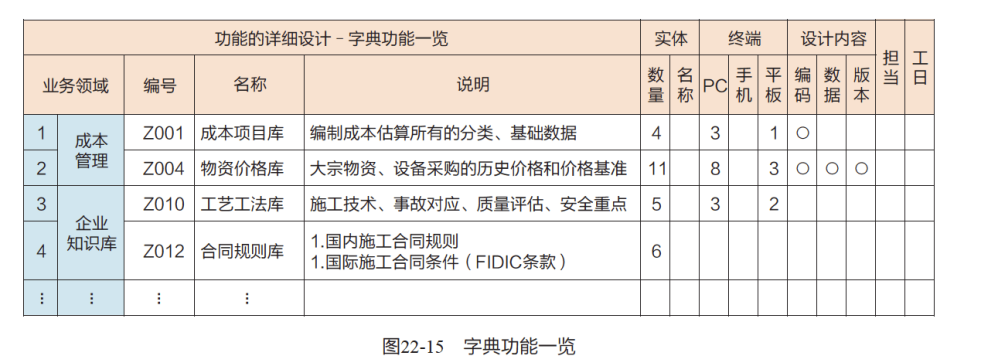 功能的详细设计 - 字典功能一览 实体 终端 设计内容 担当 工日
业务领域 编号 名称 说明 数量 名称 PC 手机 平板 编码 数据 版本
1 成本管理 Z001 成本项目库 编制成本估算所有的分类、基础数据 4 3 1 ○
2 Z004 物资价格库 大宗物资、设备采购的历史价格和价格基准 11 8 3 ○ ○ ○
3 企业知识库 Z010 工艺工法库 施工技术、事故对应、质量评估、安全重点 5 3 2
4 Z012 合同规则库 1.国内施工合同规则
1.国际施工合同条件（FIDIC条款） 6
⋮ ⋮ ⋮ ⋮
图22-15 字典功能一览